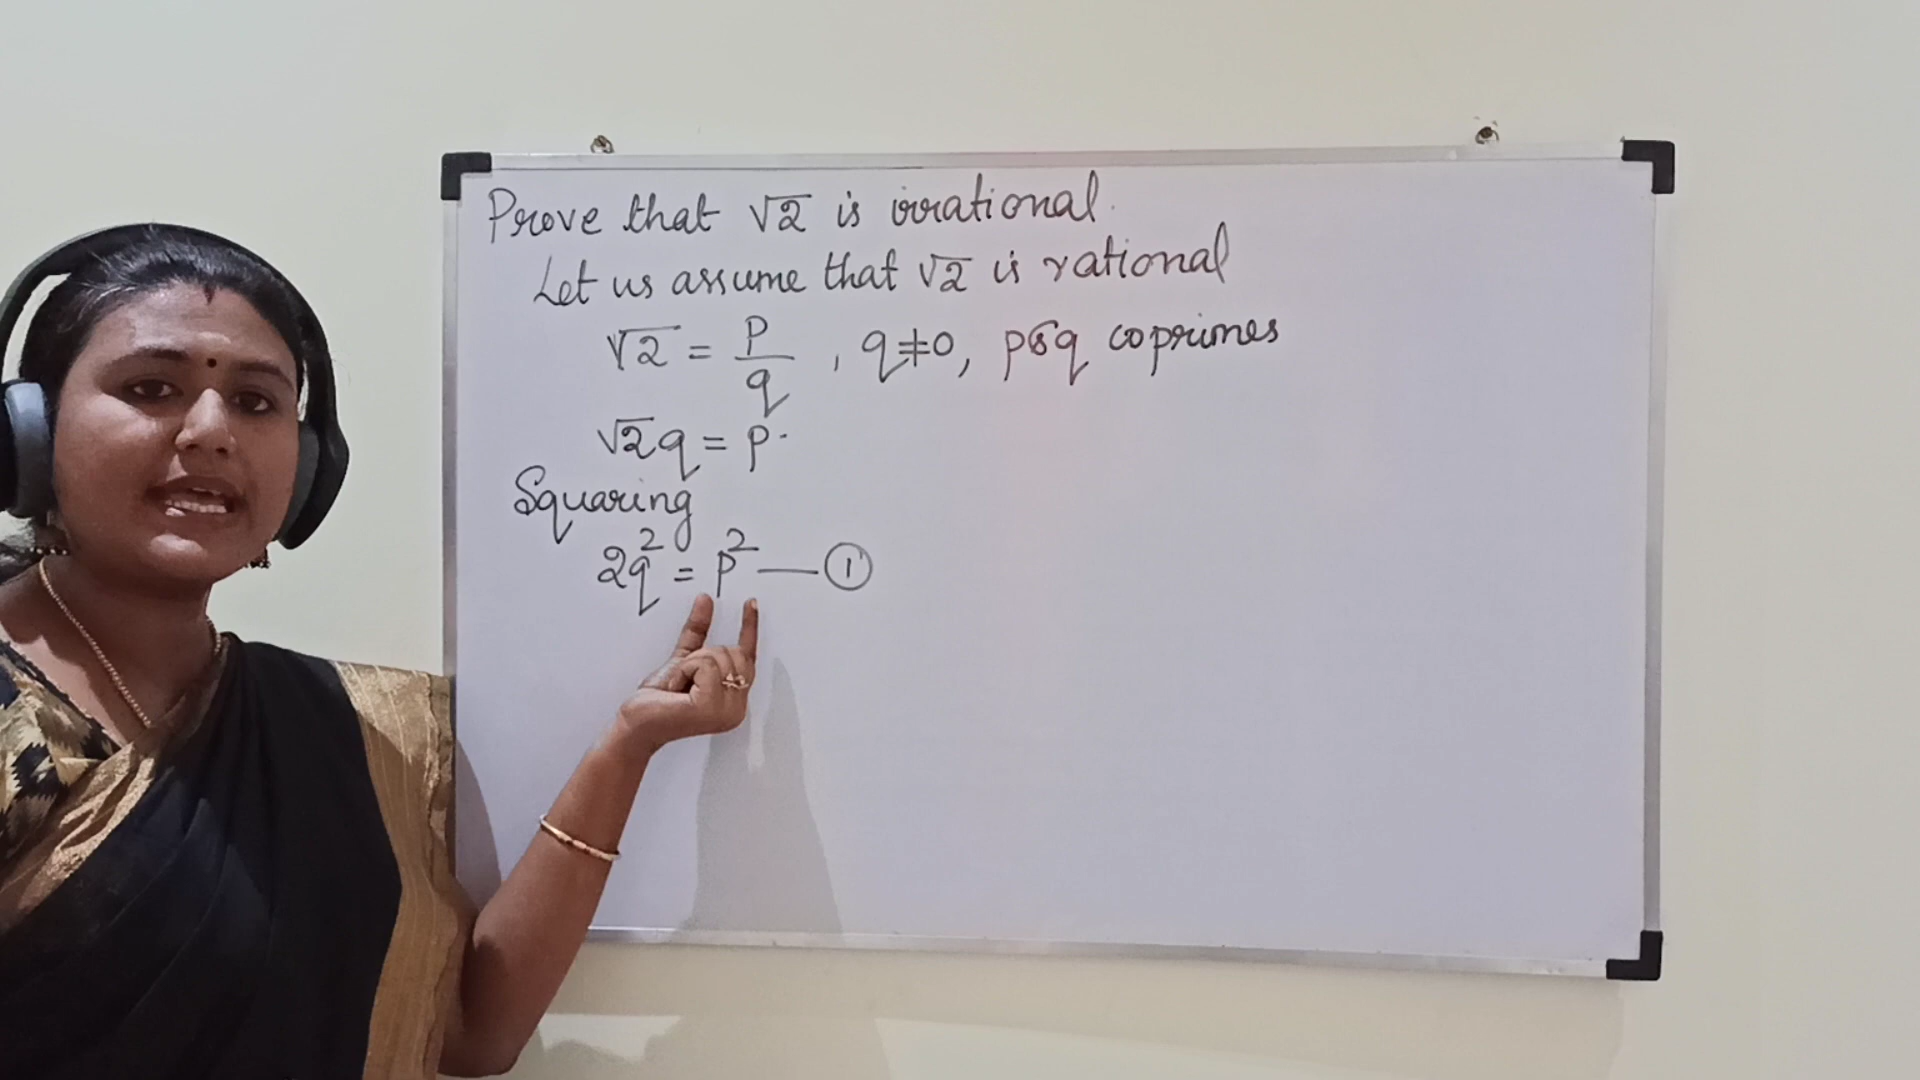 Prove that √2 is irrational.
Let us assume that √2 is rational
√2 = p/q , q≠0, p & q coprimes
√2q = p.
Squaring
2q² = p² — ①